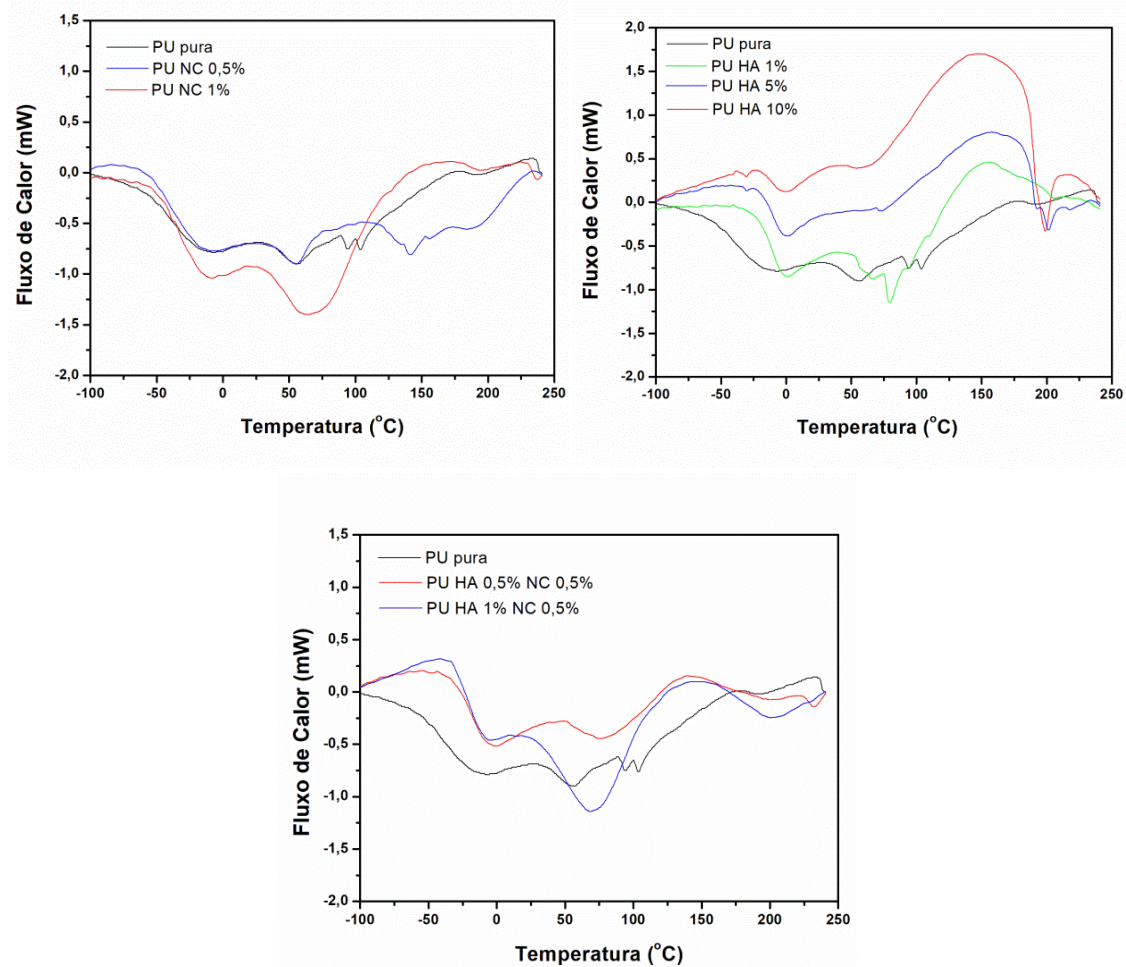 1,5
1,0
0,5
0,0
-0,5
-1,0
-1,5
-2,0
Fluxo de Calor (mW)
PU pura
PU NC 0,5%
PU NC 1%
-100 -50 0 50 100 150 200 250
Temperatura (°C)
2,0
1,5
1,0
0,5
0,0
-0,5
-1,0
-1,5
-2,0
Fluxo de Calor (mW)
PU pura
PU HA 1%
PU HA 5%
PU HA 10%
-100 -50 0 50 100 150 200 250
Temperatura (°C)
1,5
1,0
0,5
0,0
-0,5
-1,0
-1,5
-2,0
Fluxo de Calor (mW)
PU pura
PU HA 0,5% NC 0,5%
PU HA 1% NC 0,5%
-100 -50 0 50 100 150 200 250
Temperatura (°C)